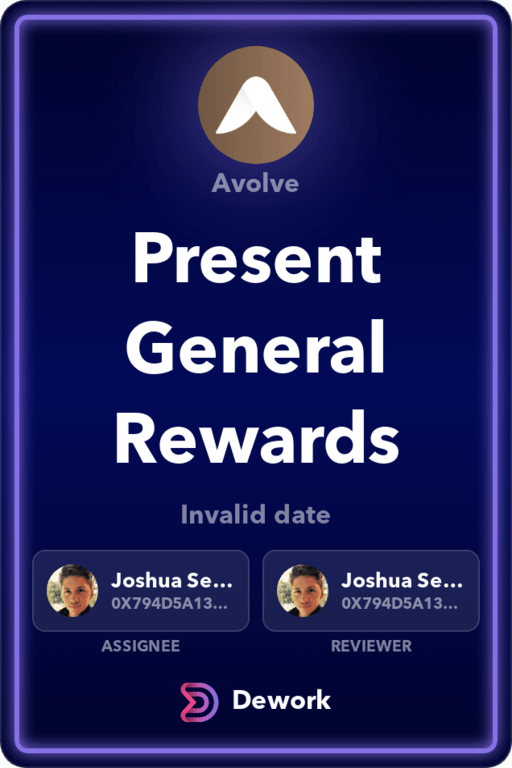 Avolve
Present
General
Rewards
Invalid date
Joshua Se...
0X794D5A13...
ASSIGNEE
Joshua Se...
0X794D5A13...
REVIEWER
Dework